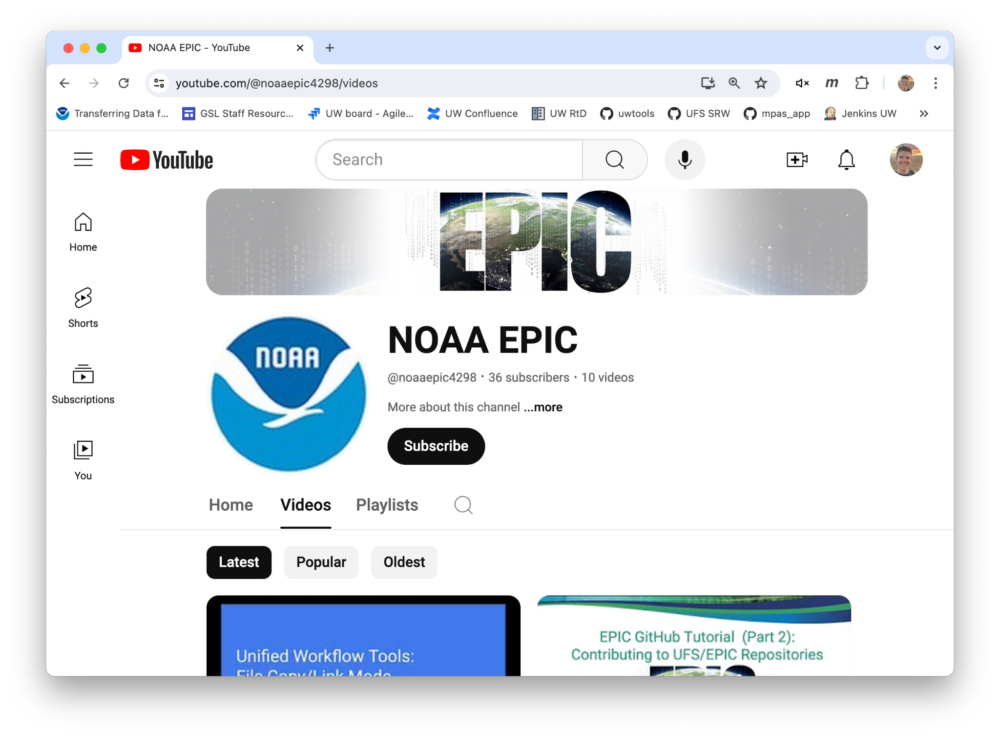 NOAA EPIC - YouTube
youtube.com/@noaaepic4298/videos
Transferring Data f... GSL Staff Resourc... UW board - Agile... UW Confluence UW RtD uwtools UFS SRW mpas_app Jenkins UW
YouTube Search
EPIC
Home
Shorts
Subscriptions
You
NOAA
NOAA EPIC
@noaaepic4298 • 36 subscribers • 10 videos
More about this channel ...more
Subscribe
Home Videos Playlists
Latest Popular Oldest
Unified Workflow Tools:
File Copy/Link Mode
EPIC GitHub Tutorial (Part 2):
Contributing to UFS/EPIC Repositories
EPIC